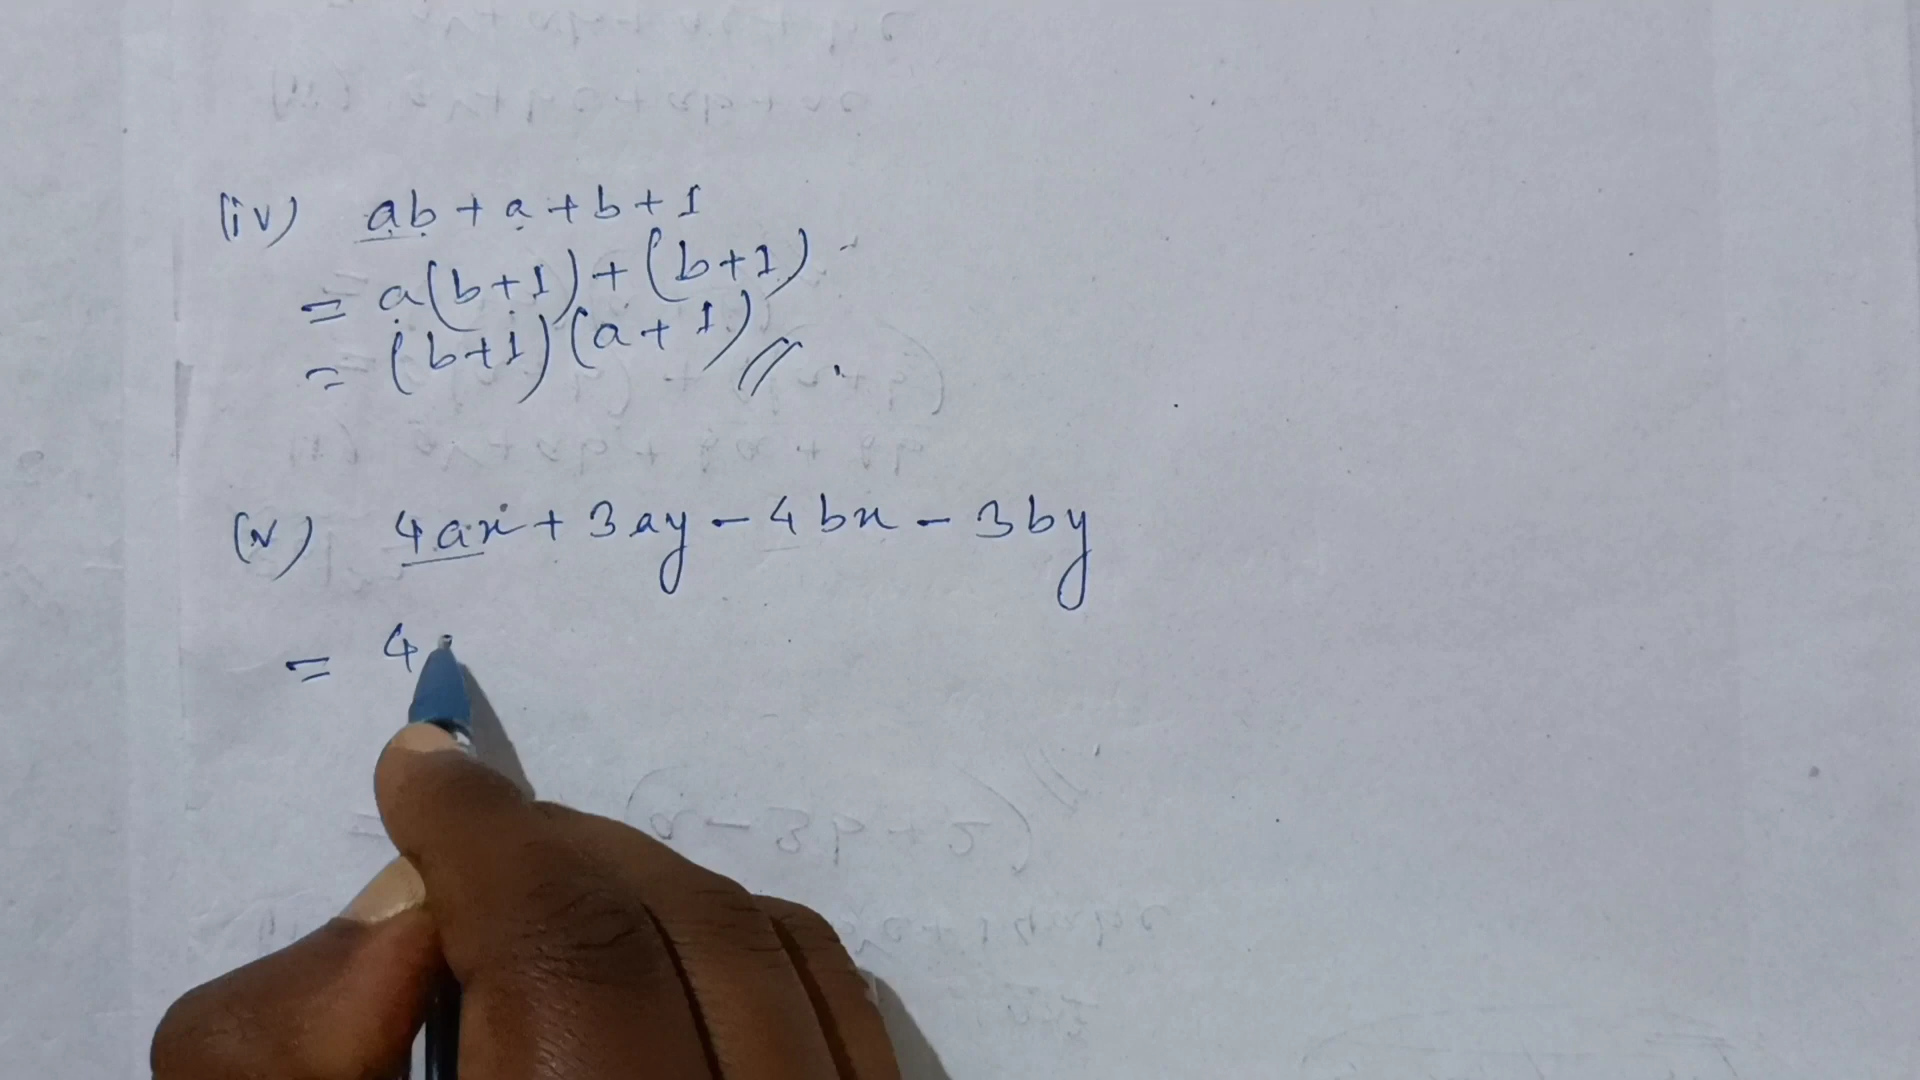 (iv) ab + a + b + 1
= a(b+1) + (b+1)
= (b+1)(a+1)
(v) 4ax + 3ay - 4bx - 3by
= 4